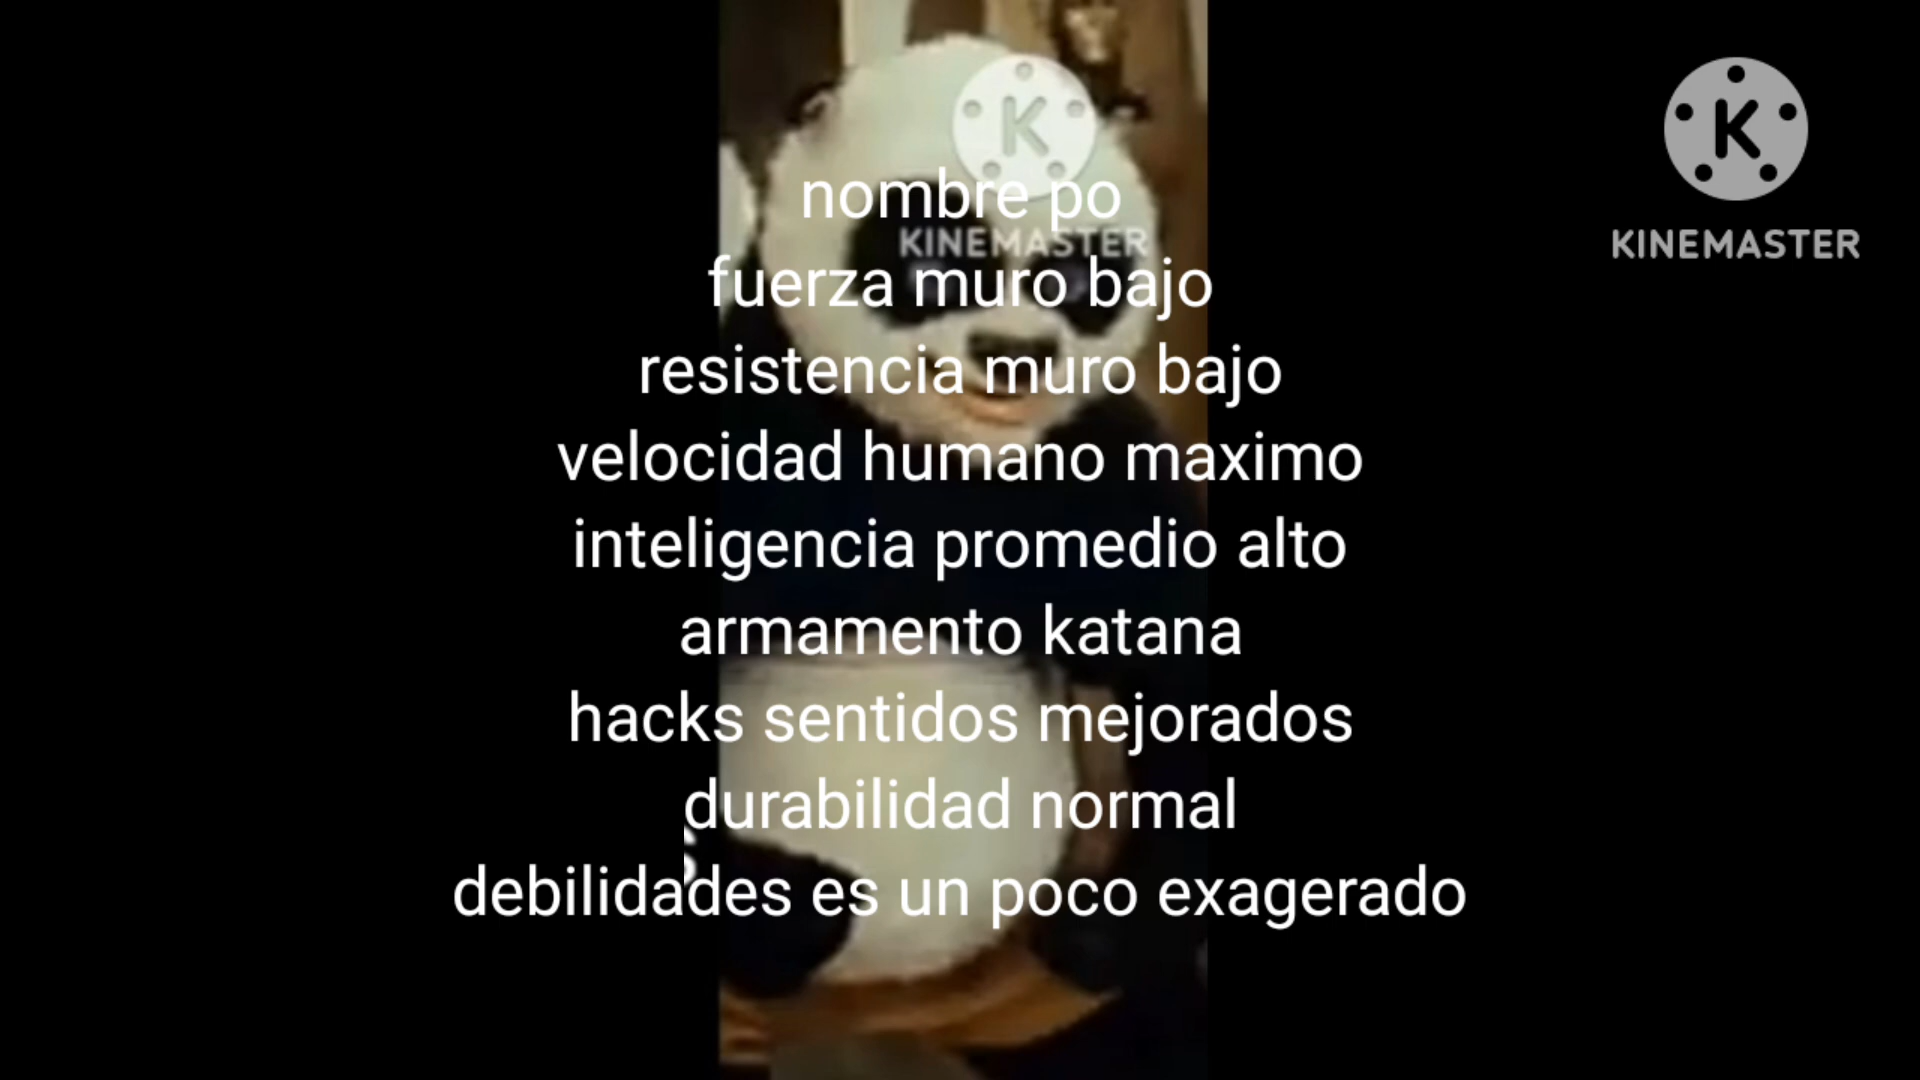 K
KINEMASTER
K
KINEMASTER
nombre po
fuerza muro bajo
resistencia muro bajo
velocidad humano maximo
inteligencia promedio alto
armamento katana
hacks sentidos mejorados
durabilidad normal
debilidades es un poco exagerado